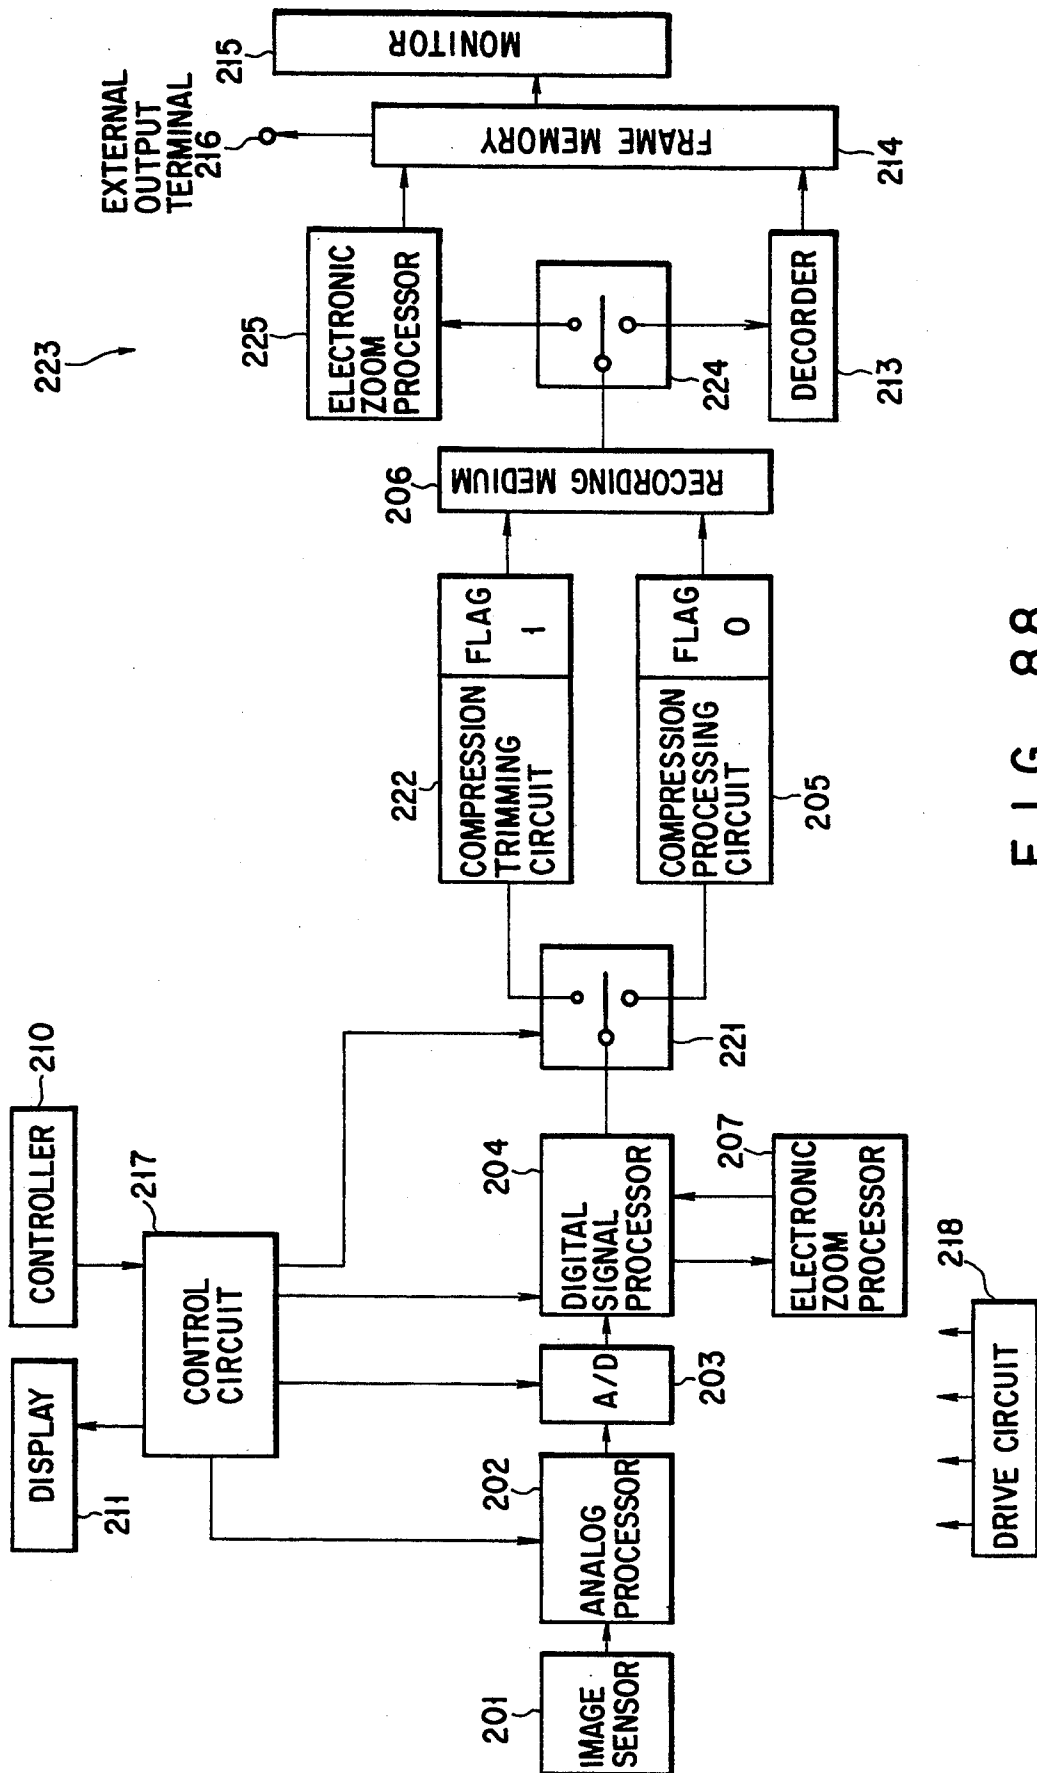 223
EXTERNAL
OUTPUT
TERMINAL
216
215
MONITOR
FRAME MEMORY
214
225
ELECTRONIC
ZOOM
PROCESSOR
224
DECORDER
213
206
RECORDING MEDIUM
222
COMPRESSION
TRIMMING
CIRCUIT
FLAG
1
COMPRESSION
PROCESSING
CIRCUIT
FLAG
0
205
221
210
CONTROLLER
DISPLAY
211
217
CONTROL
CIRCUIT
204
DIGITAL
SIGNAL
PROCESSOR
207
ELECTRONIC
ZOOM
PROCESSOR
A/D
203
202
ANALOG
PROCESSOR
201
IMAGE
SENSOR
218
DRIVE CIRCUIT
FIG. 88